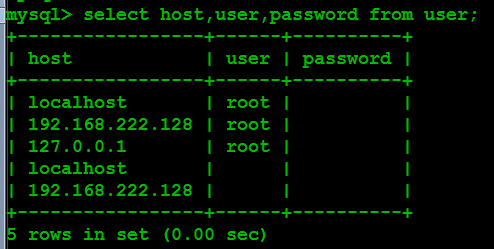 mysql> select host,user,password from user;
+-----------------+------+----------+
| host            | user | password |
+-----------------+------+----------+
| localhost       | root |          |
| 192.168.222.128 | root |          |
| 127.0.0.1       | root |          |
| localhost       |      |          |
| 192.168.222.128 |      |          |
+-----------------+------+----------+
5 rows in set (0.00 sec)